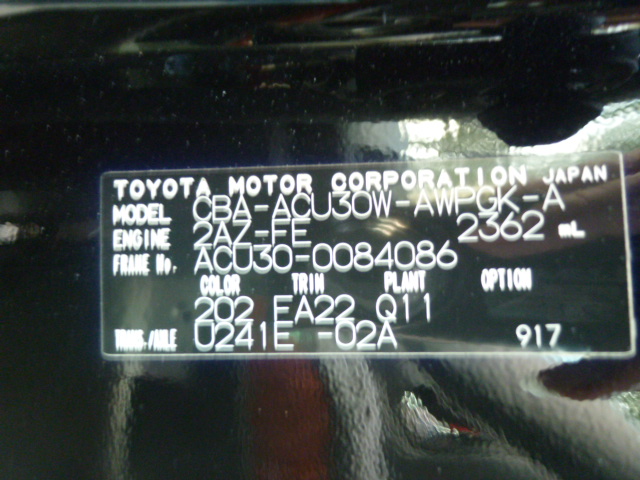 TOYOTA MOTOR CORPORATION JAPAN
MODEL CBA-ACU30W-AWPGK-A
ENGINE 2AZ-FE 2362 mL
FRAME No. ACU30-0084086
COLOR TRIM PLANT OPTION
202 EA22 Q11
TRANS./AXLE U241E -02A 917